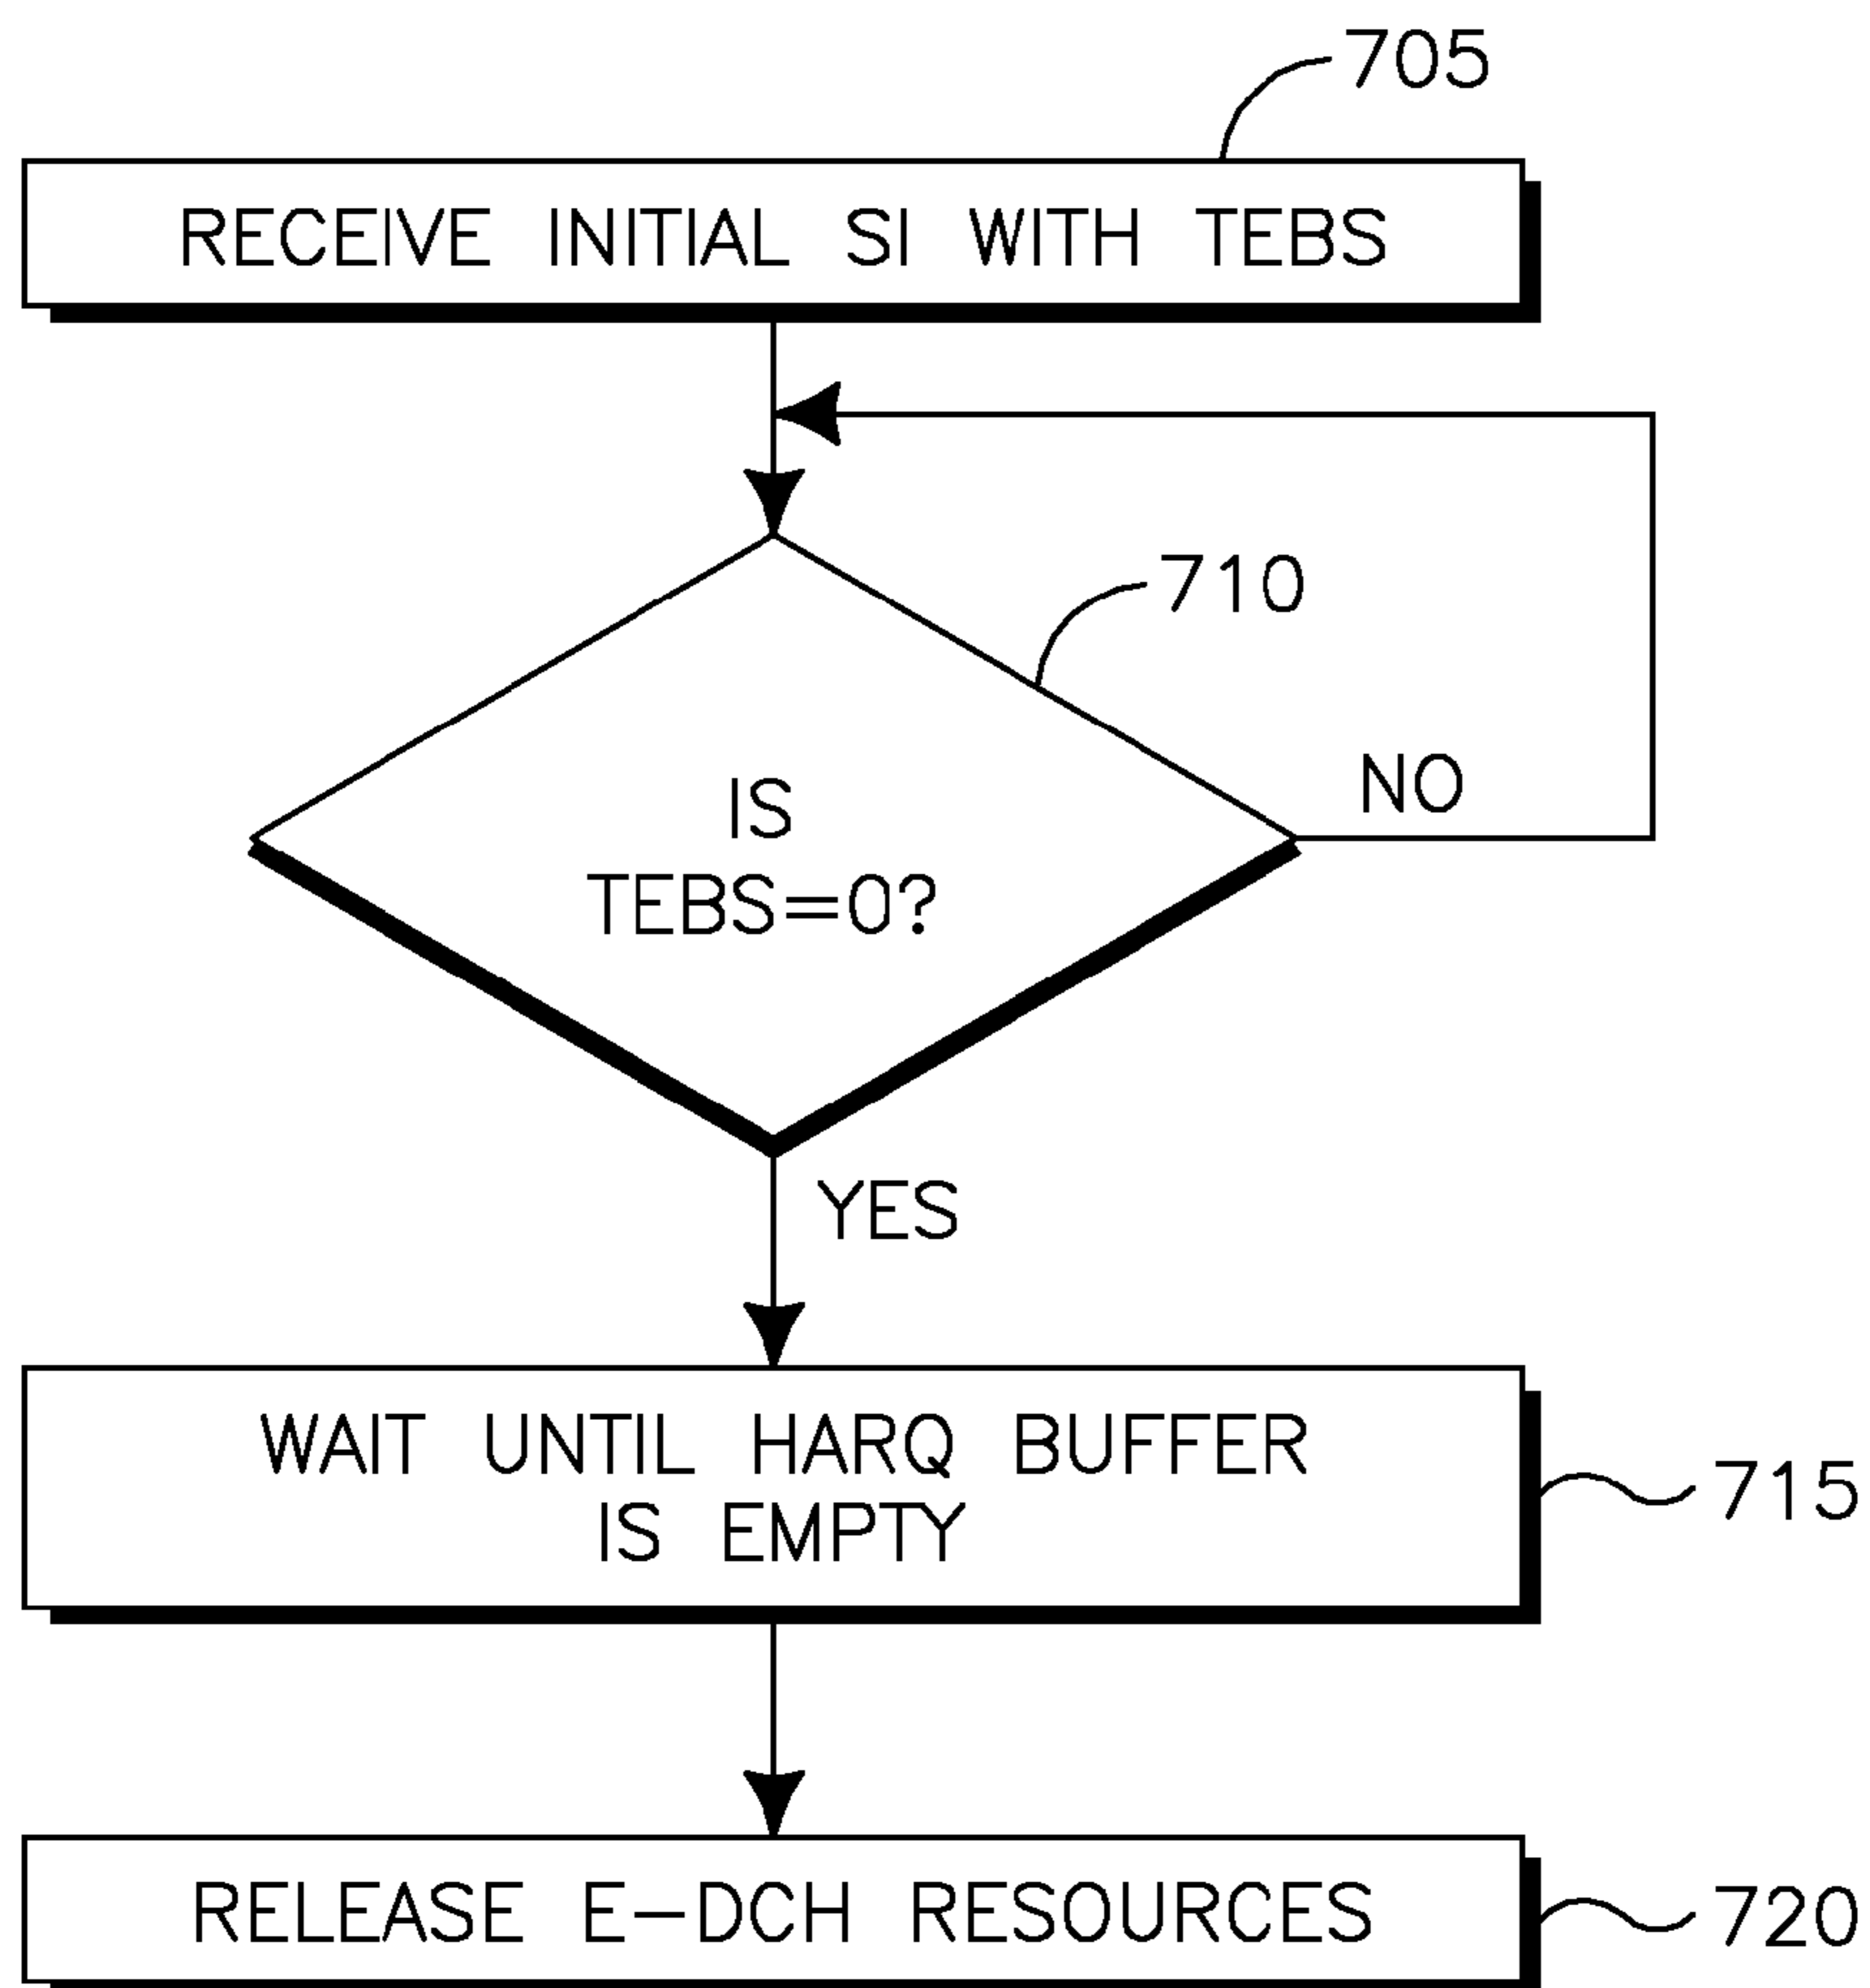 705
RECEIVE INITIAL SI WITH TEBS
710
NO
IS
TEBS=0?
YES
WAIT UNTIL HARQ BUFFER
IS EMPTY
715
RELEASE E-DCH RESOURCES
720